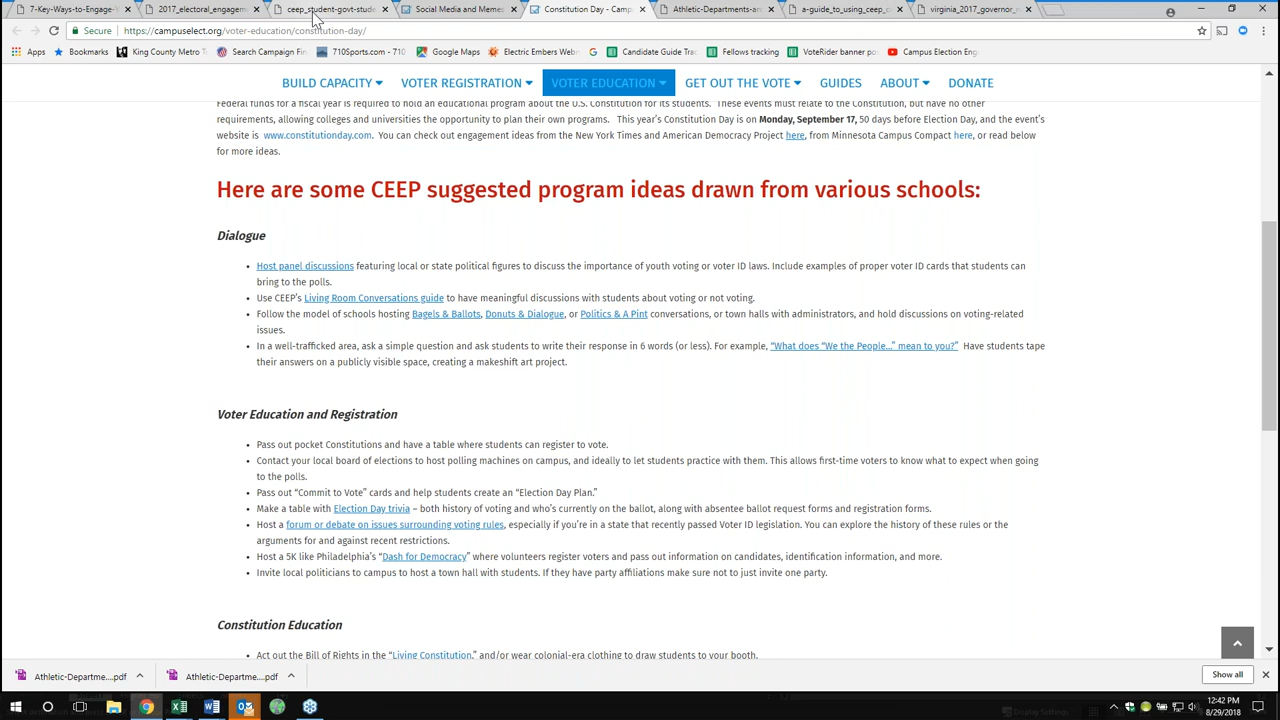 7-Key-Ways-to-Engage-V
2017_electoral_engagem
ceep_student-govt-stude
Social Media and Memes
Constitution Day - Camp
Athletic-Departments-an
a-guide_to_using_ceep_c
virginia_2017_governor_
Secure https://campuselect.org/voter-education/constitution-day/
Apps Bookmarks King County Metro Tr Search Campaign Fin 710Sports.com - 710 Google Maps Electric Embers Web Candidate Guide Trac Fellows tracking VoteRider banner po Campus Election Eng
BUILD CAPACITY VOTER REGISTRATION VOTER EDUCATION GET OUT THE VOTE GUIDES ABOUT DONATE
Federal funds for a fiscal year is required to hold an educational program about the U.S. Constitution for its students. These events must relate to the Constitution, but have no other
requirements, allowing colleges and universities the opportunity to plan their own programs. This year's Constitution Day is on Monday, September 17, 50 days before Election Day, and the event's
website is www.constitutionday.com. You can check out engagement ideas from the New York Times and American Democracy Project here, from Minnesota Campus Compact here, or read below
for more ideas.
Here are some CEEP suggested program ideas drawn from various schools:
Dialogue
• Host panel discussions featuring local or state political figures to discuss the importance of youth voting or voter ID laws. Include examples of proper voter ID cards that students can
bring to the polls.
• Use CEEP's Living Room Conversations guide to have meaningful discussions with students about voting or not voting.
• Follow the model of schools hosting Bagels & Ballots, Donuts & Dialogue, or Politics & A Pint conversations, or town halls with administrators, and hold discussions on voting-related
issues.
• In a well-trafficked area, ask a simple question and ask students to write their response in 6 words (or less). For example, "What does "We the People…" mean to you?" Have students tape
their answers on a publicly visible space, creating a makeshift art project.
Voter Education and Registration
• Pass out pocket Constitutions and have a table where students can register to vote.
• Contact your local board of elections to host polling machines on campus, and ideally to let students practice with them. This allows first-time voters to know what to expect when going
to the polls.
• Pass out "Commit to Vote" cards and help students create an "Election Day Plan."
• Make a table with Election Day trivia – both history of voting and who's currently on the ballot, along with absentee ballot request forms and registration forms.
• Host a forum or debate on issues surrounding voting rules, especially if you're in a state that recently passed Voter ID legislation. You can explore the history of these rules or the
arguments for and against recent restrictions.
• Host a 5K like Philadelphia's "Dash for Democracy" where volunteers register voters and pass out information on candidates, identification information, and more.
• Invite local politicians to campus to host a town hall with students. If they have party affiliations make sure not to just invite one party.
Constitution Education
• Act out the Bill of Rights in the "Living Constitution," and/or wear colonial-era clothing to draw students to your booth.
Athletic-Departme....pdf
Athletic-Departme....pdf
Show all
12:42 PM
8/29/2018